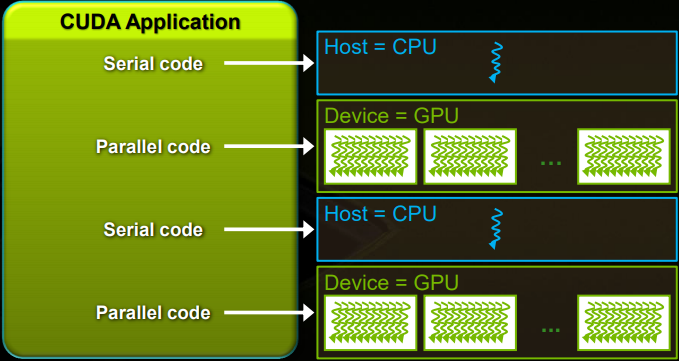 CUDA Application
Serial code
Host = CPU
Parallel code
Device = GPU
...
Serial code
Host = CPU
Parallel code
Device = GPU
...